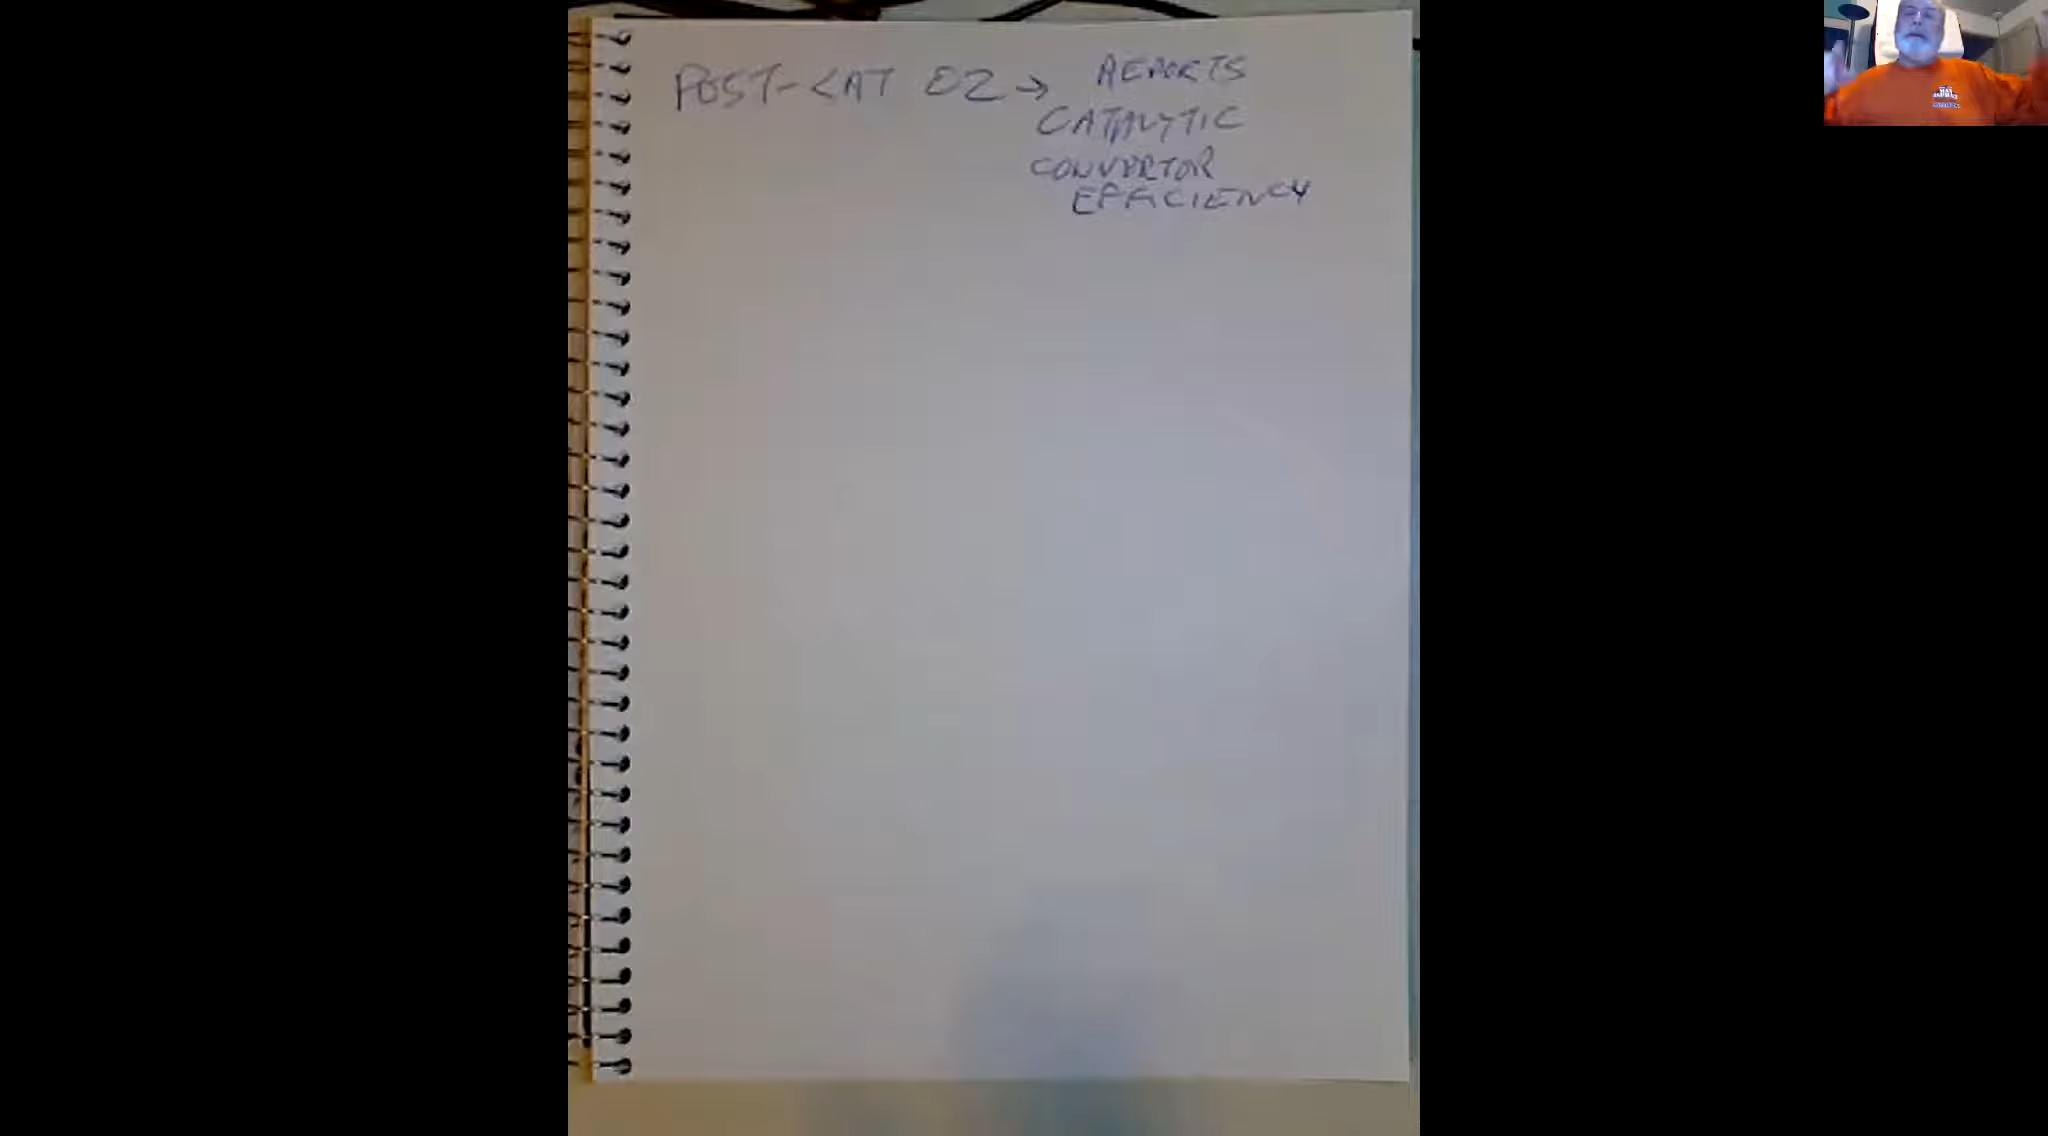 POST-CAT O2 → REPORTS
CATALYTIC
CONVERTOR
EFFICIENCY